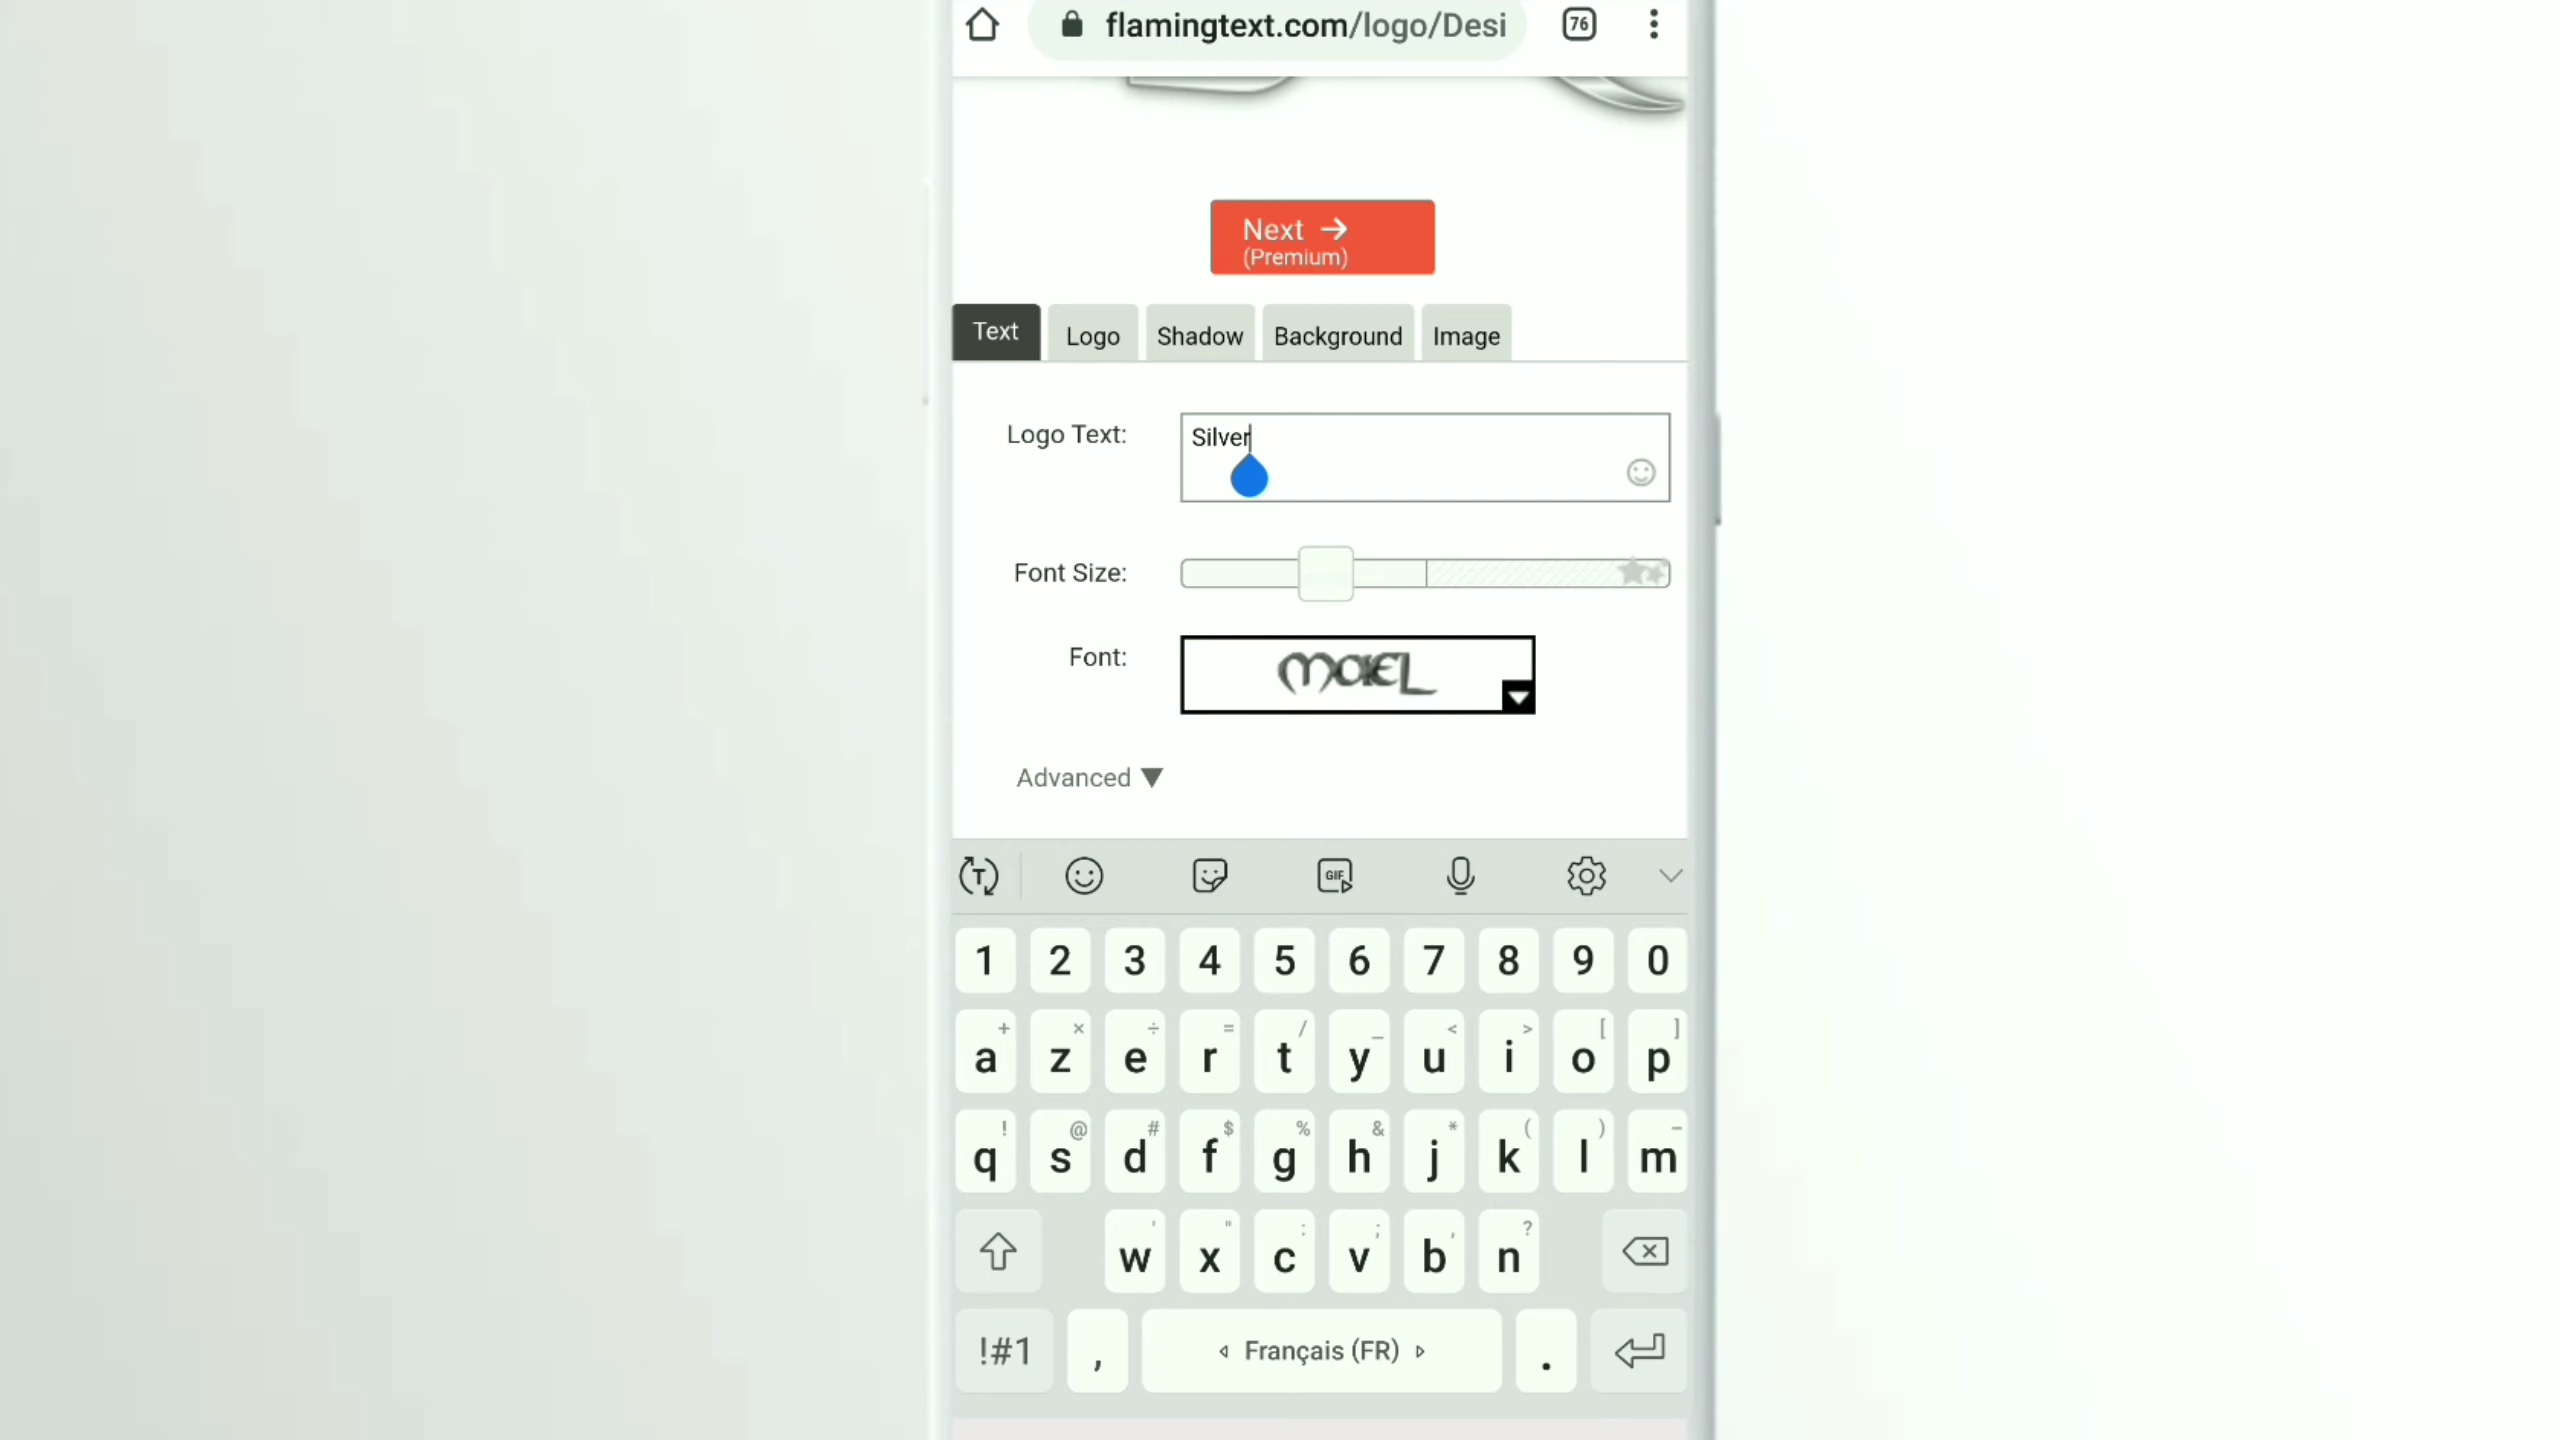 flamingtext.com/logo/Desi
76
Next →
(Premium)
Text
Logo
Shadow
Background
Image
Logo Text:
Silver
Font Size:
Font:
Advanced ▼
T
GIF
1 2 3 4 5 6 7 8 9 0
+ × ÷ = / _ < > [ ]
a z e r t y u i o p
! @ # $ % & * ( ) -
q s d f g h j k l m
' " : ; , ?
w x c v b n
!#1 , Français (FR) .